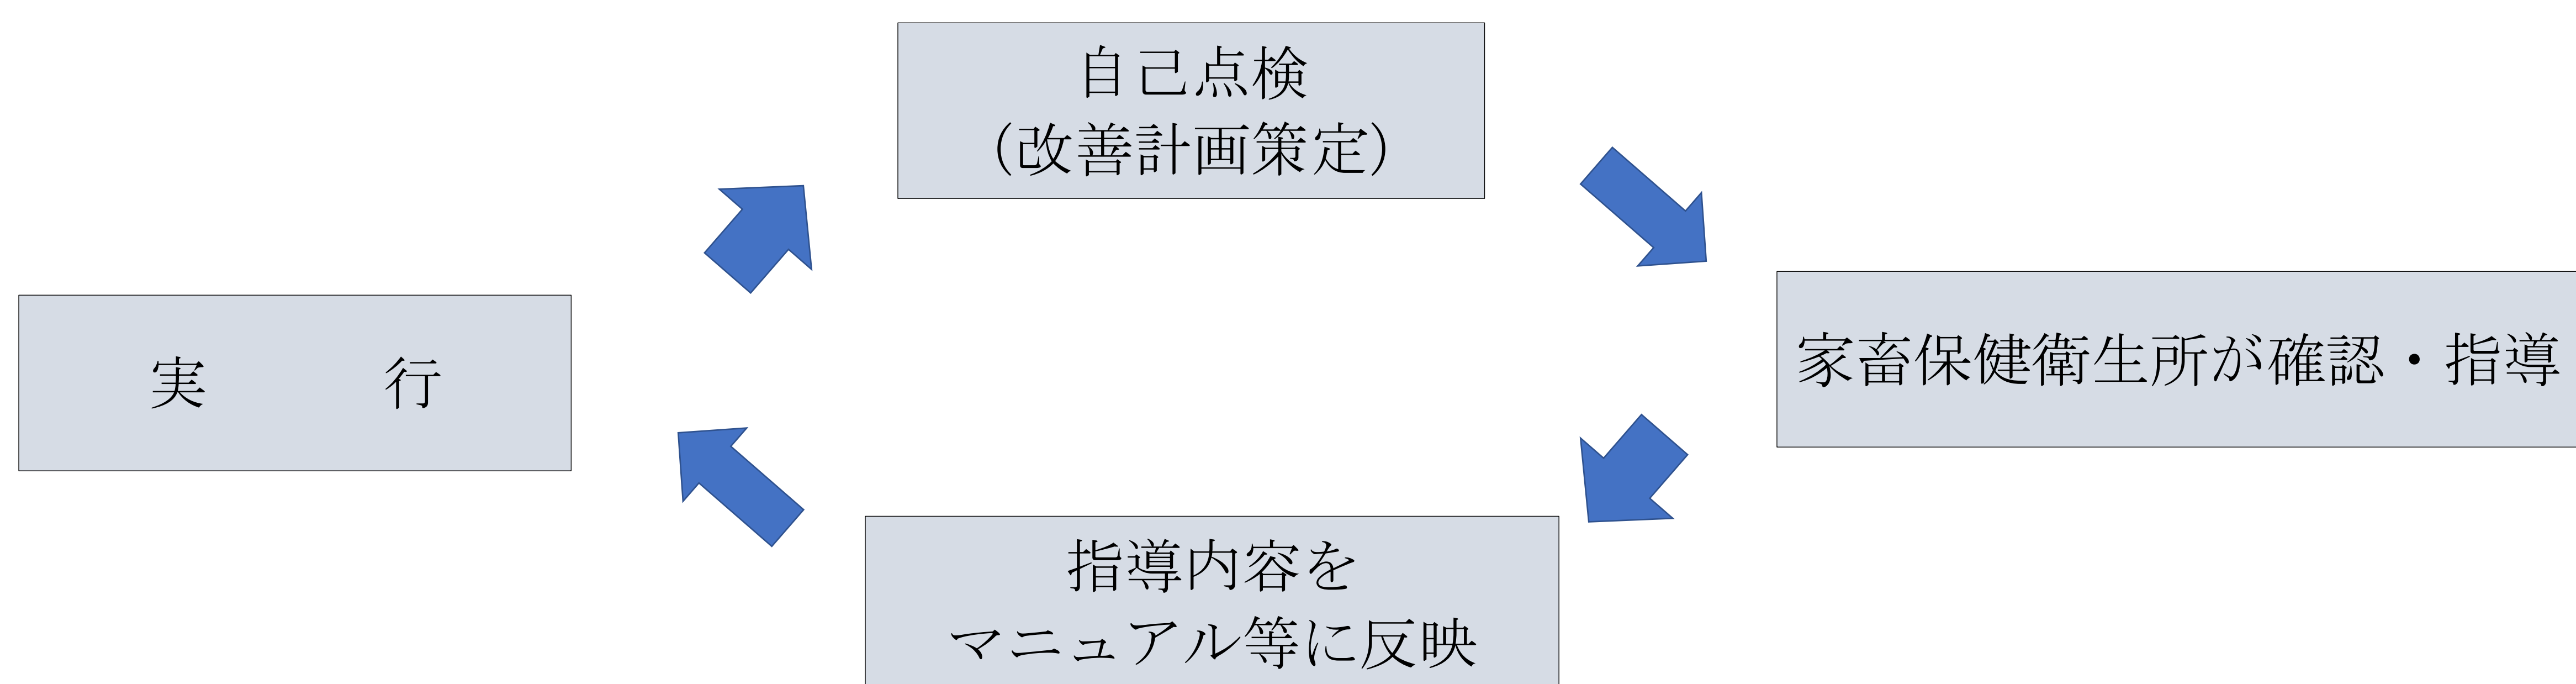 自己点検
（改善計画策定）
家畜保健衛生所が確認・指導
実　　　行
指導内容を
マニュアル等に反映